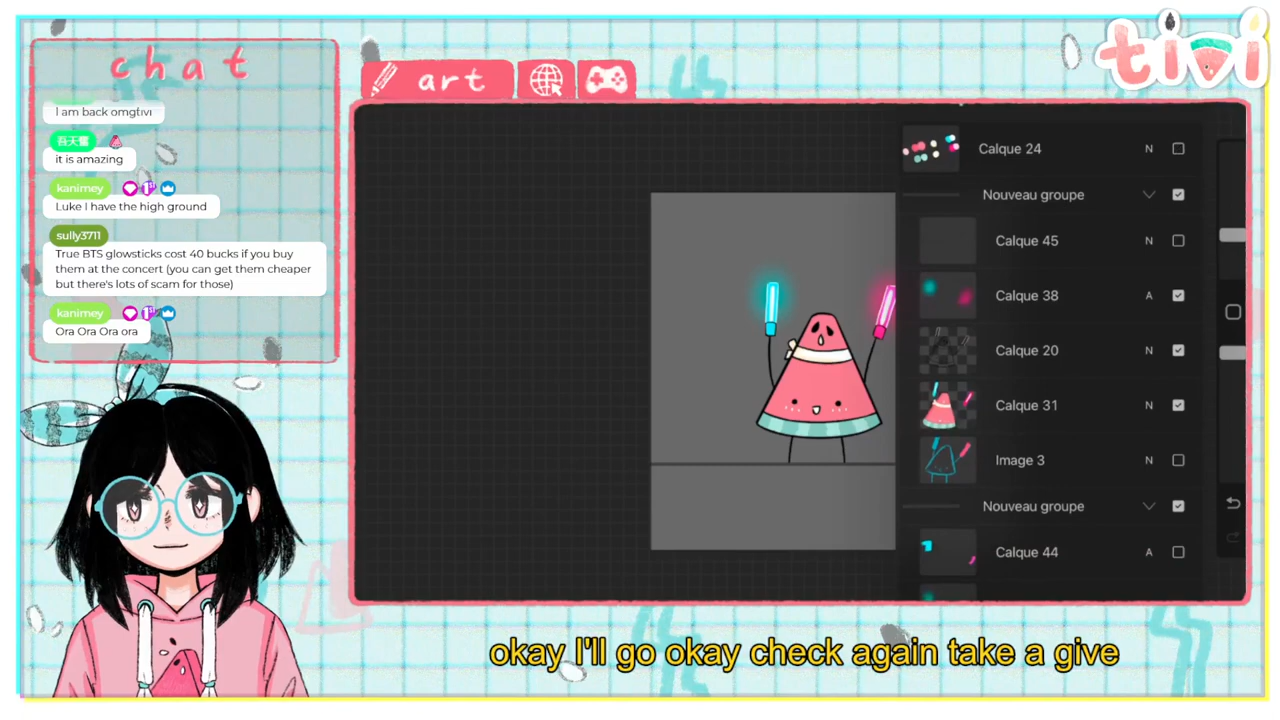 chat
I am back omgtivi
吾天奮
it is amazing
kanimey
Luke I have the high ground
sully3711
True BTS glowsticks cost 40 bucks if you buy
them at the concert (you can get them cheaper
but there's lots of scam for those)
kanimey
Ora Ora Ora ora
art
tivi
Calque 24 N
Nouveau groupe
Calque 45 N
Calque 38 A
Calque 20 N
Calque 31 N
Image 3 N
Nouveau groupe
Calque 44 A
okay I'll go okay check again take a give